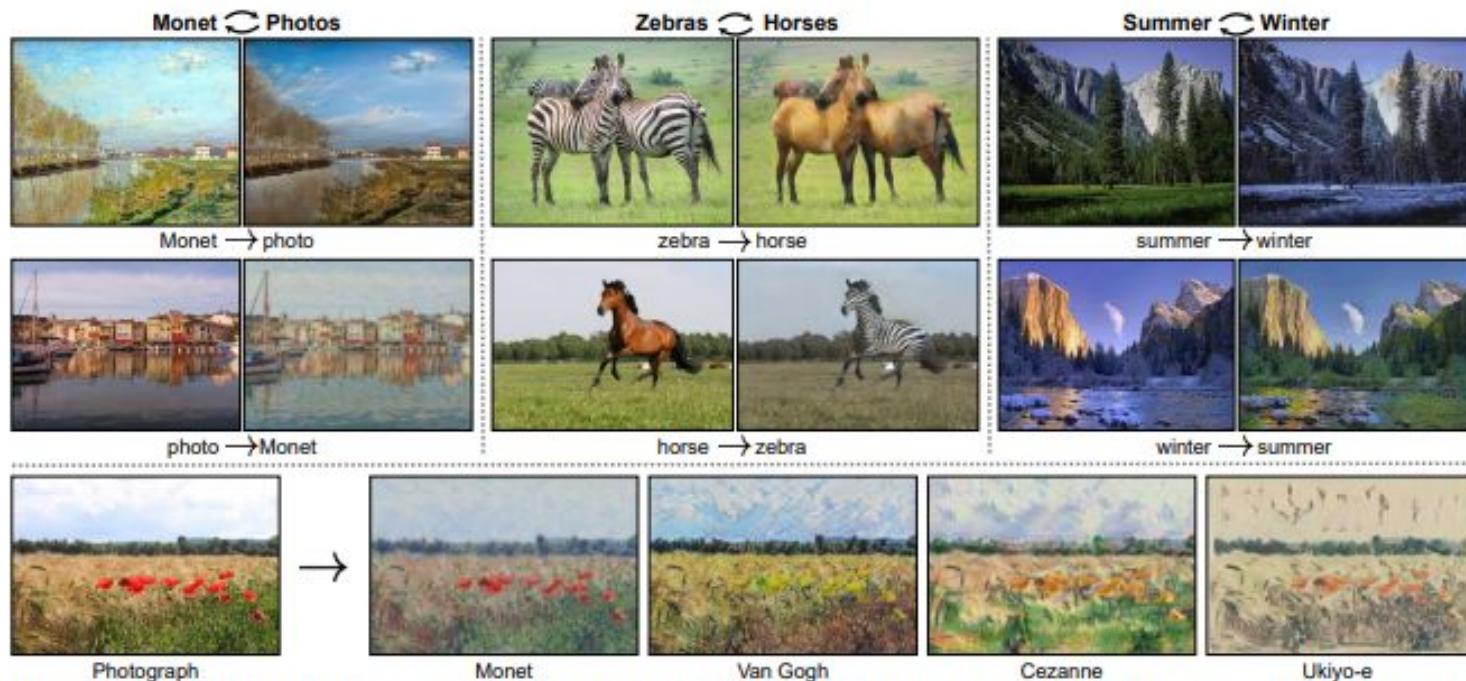 Monet Photos Zebras Horses Summer Winter
Monet → photo zebra → horse summer → winter
photo → Monet horse → zebra winter → summer
Photograph → Monet Van Gogh Cezanne Ukiyo-e